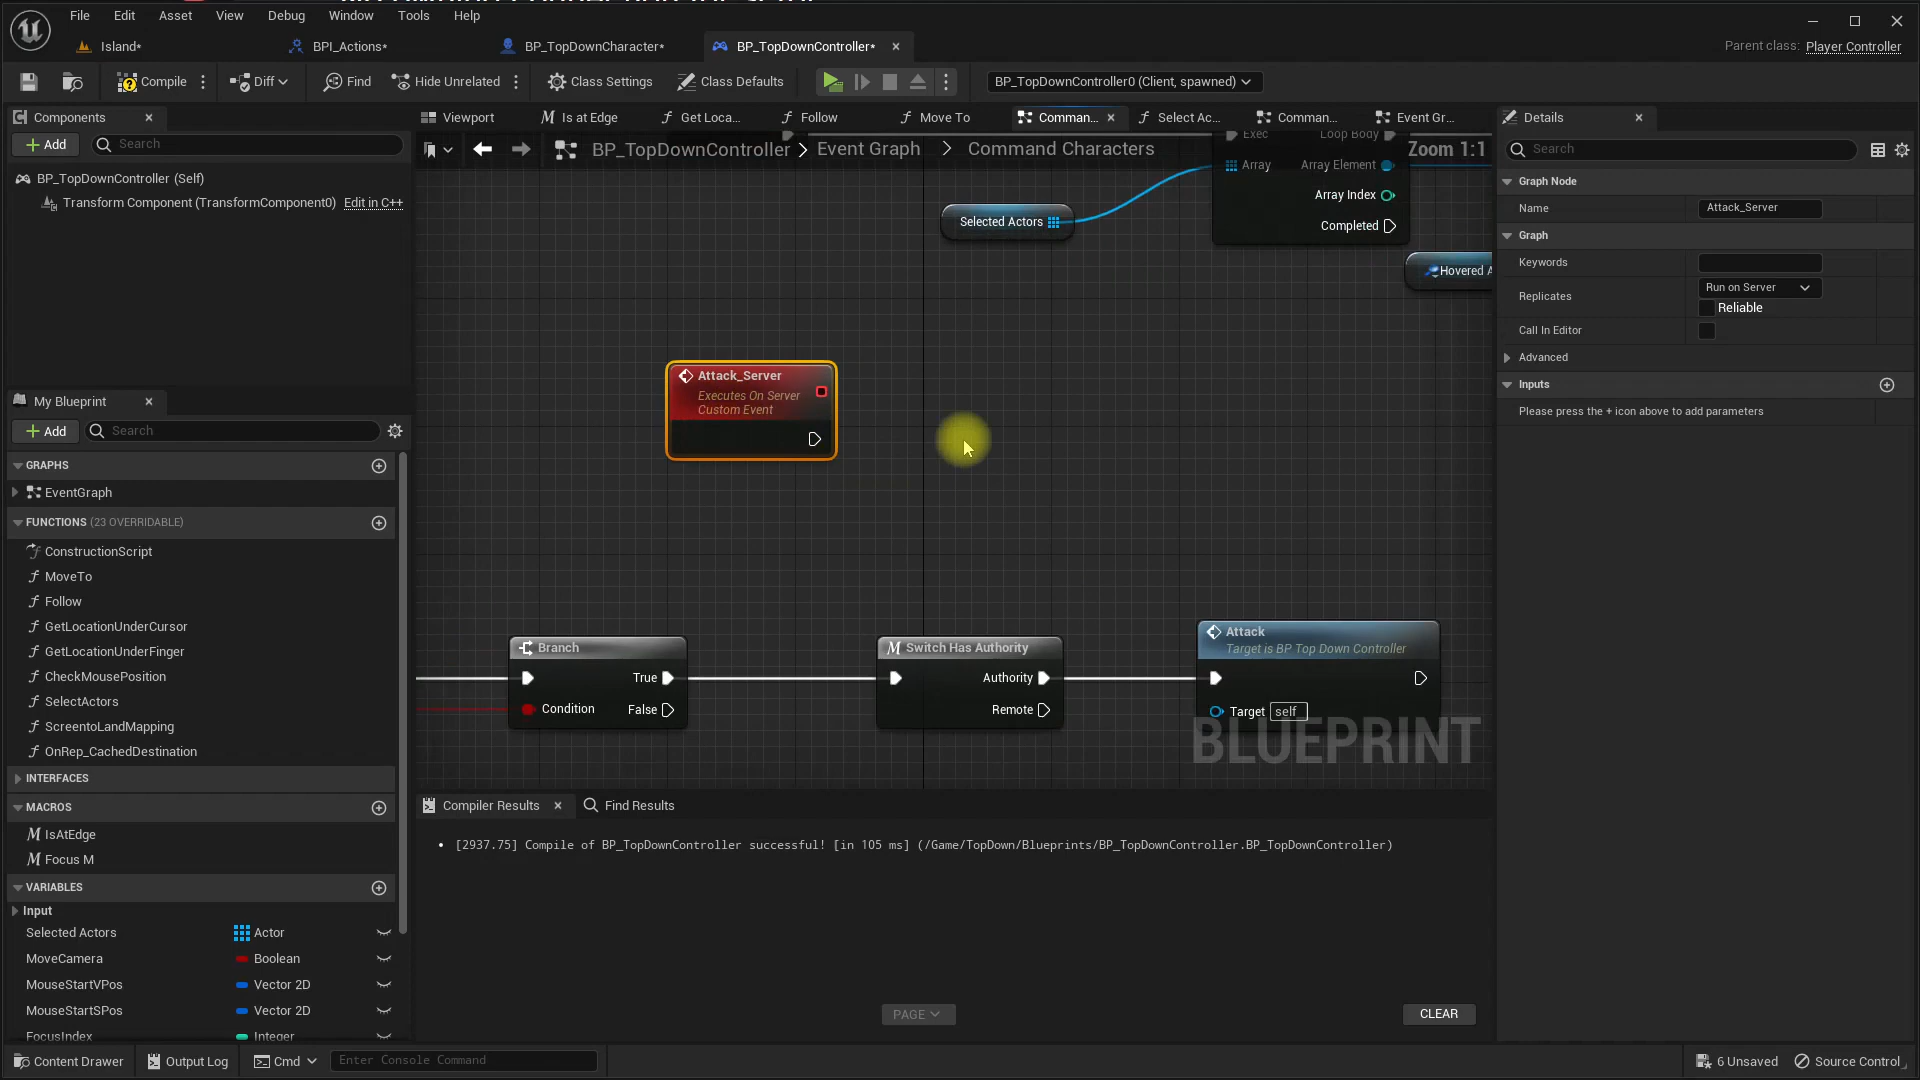 File Edit Asset View Debug Window Tools Help
Island*
BPI_Actions*
BP_TopDownCharacter*
BP_TopDownController*
Parent class: Player Controller
Compile
Diff
Find
Hide Unrelated
Class Settings
Class Defaults
BP_TopDownController0 (Client, spawned)
Components
Viewport
Is at Edge
Get Loca...
Follow
Move To
Comman...
Select Ac...
Comman...
Event Gr...
Details
Add
Search
BP_TopDownController > Event Graph > Command Characters
Zoom 1:1
Search
BP_TopDownController (Self)
Transform Component (TransformComponent0) Edit in C++
Exec Loop Body
Array Array Element
Array Index
Completed
Selected Actors
Hovered A
Graph Node
Name Attack_Server
Graph
Keywords
Replicates Run on Server
Reliable
Call In Editor
Advanced
Inputs
Please press the + icon above to add parameters
Attack_Server
Executes On Server
Custom Event
My Blueprint
Add
Search
GRAPHS
EventGraph
FUNCTIONS (23 OVERRIDABLE)
ConstructionScript
MoveTo
Follow
GetLocationUnderCursor
GetLocationUnderFinger
CheckMousePosition
SelectActors
ScreentoLandMapping
OnRep_CachedDestination
INTERFACES
MACROS
IsAtEdge
Focus M
VARIABLES
Input
Selected Actors Actor
MoveCamera Boolean
MouseStartVPos Vector 2D
MouseStartSPos Vector 2D
FocusIndex Integer
Branch
True
Condition False
Switch Has Authority
Authority
Remote
Attack
Target is BP Top Down Controller
Target self
BLUEPRINT
Compiler Results
Find Results
[2937.75] Compile of BP_TopDownController successful! [in 105 ms] (/Game/TopDown/Blueprints/BP_TopDownController.BP_TopDownController)
PAGE
CLEAR
Content Drawer
Output Log
Cmd
Enter Console Command
6 Unsaved
Source Control